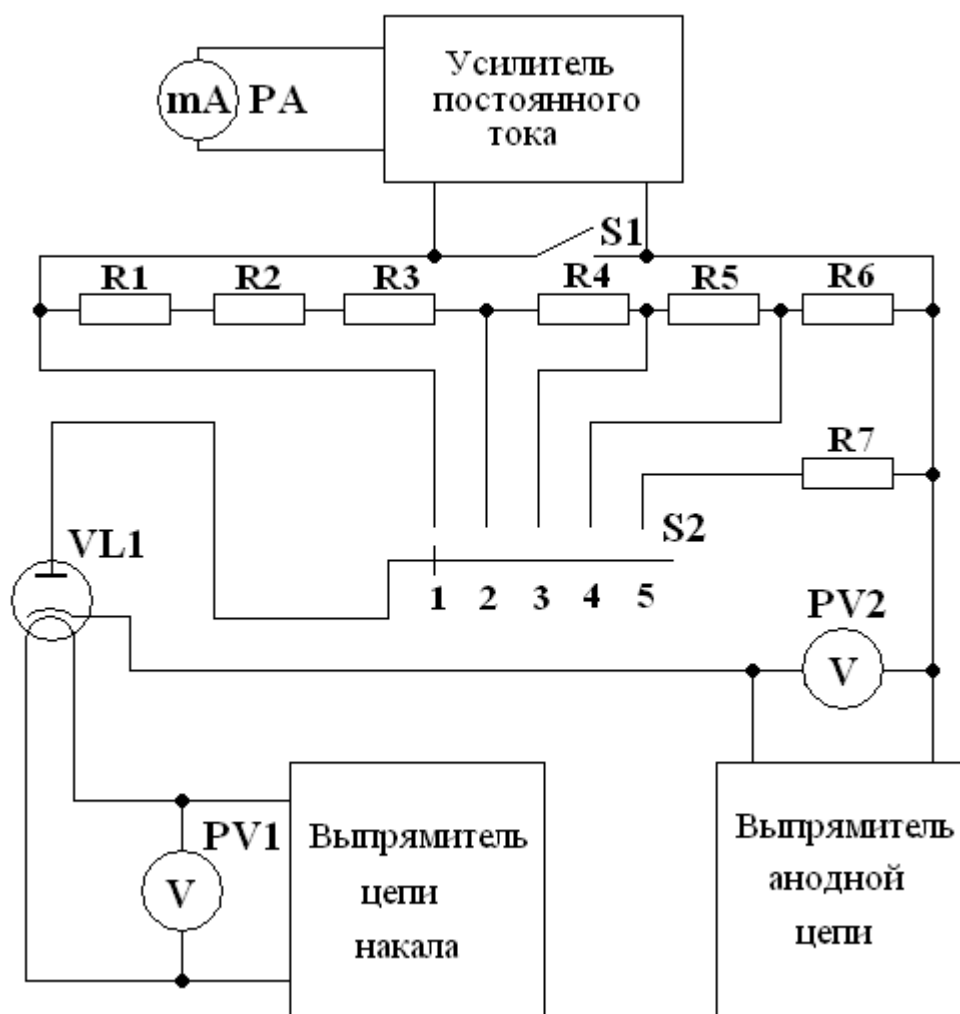 Усилитель
постоянного
тока
mA PA
S1
R1 R2 R3 R4 R5 R6
R7
VL1
S2
1 2 3 4 5
PV2
V
PV1
V
Выпрямитель
цепи
накала
Выпрямитель
анодной
цепи